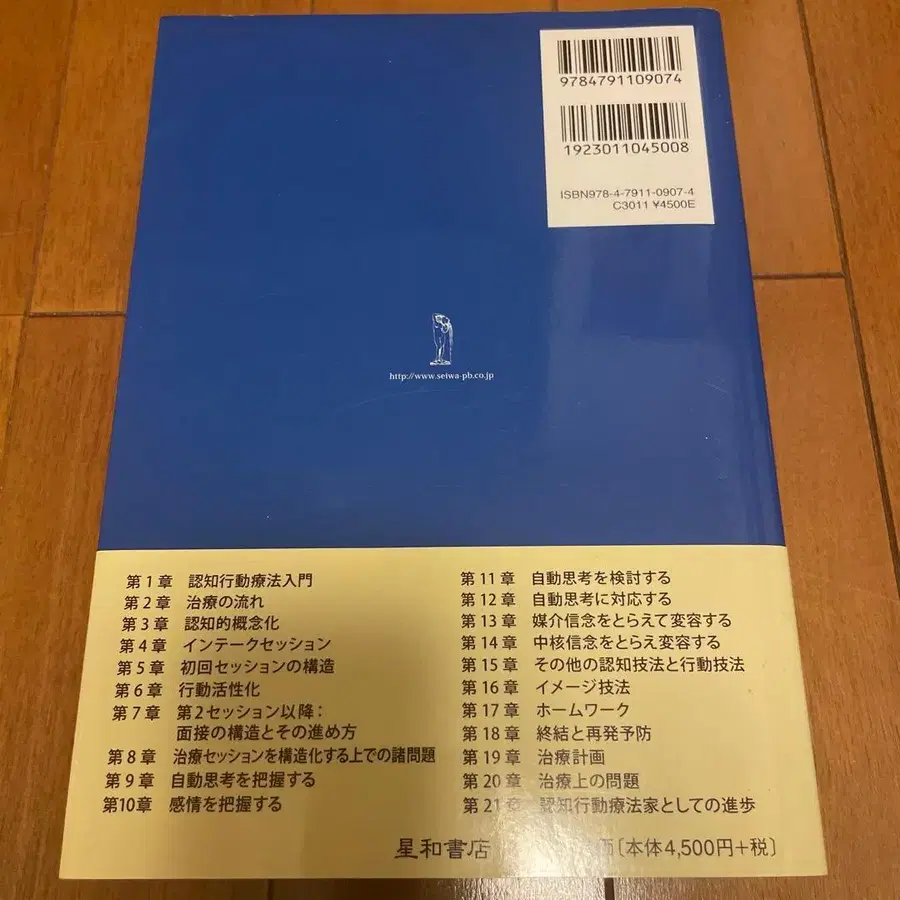 9784791109074
1923011045008
ISBN978-4-7911-0907-4
C3011 ¥4500E
http://www.seiwa-pb.co.jp
第1章 認知行動療法入門
第2章 治療の流れ
第3章 認知的概念化
第4章 インテークセッション
第5章 初回セッションの構造
第6章 行動活性化
第7章 第2セッション以降:
面接の構造とその進め方
第8章 治療セッションを構造化する上での諸問題
第9章 自動思考を把握する
第10章 感情を把握する
第11章 自動思考を検討する
第12章 自動思考に対応する
第13章 媒介信念をとらえて変容する
第14章 中核信念をとらえ変容する
第15章 その他の認知技法と行動技法
第16章 イメージ技法
第17章 ホームワーク
第18章 終結と再発予防
第19章 治療計画
第20章 治療上の問題
第21章 認知行動療法家としての進歩
星和書店 価〔本体4,500円+税〕